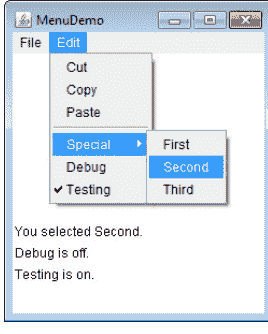 MenuDemo
File Edit
Cut
Copy
Paste
Special First
Debug Second
Testing Third
You selected Second.
Debug is off.
Testing is on.